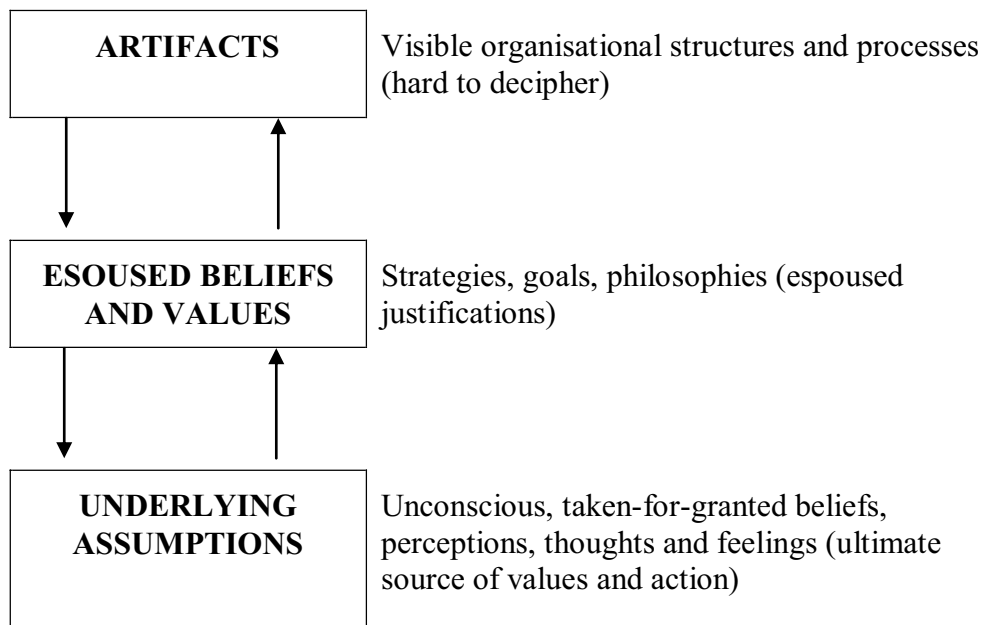 ARTIFACTS
Visible organisational structures and processes
(hard to decipher)
ESOUSED BELIEFS
AND VALUES
Strategies, goals, philosophies (espoused
justifications)
UNDERLYING
ASSUMPTIONS
Unconscious, taken-for-granted beliefs,
perceptions, thoughts and feelings (ultimate
source of values and action)